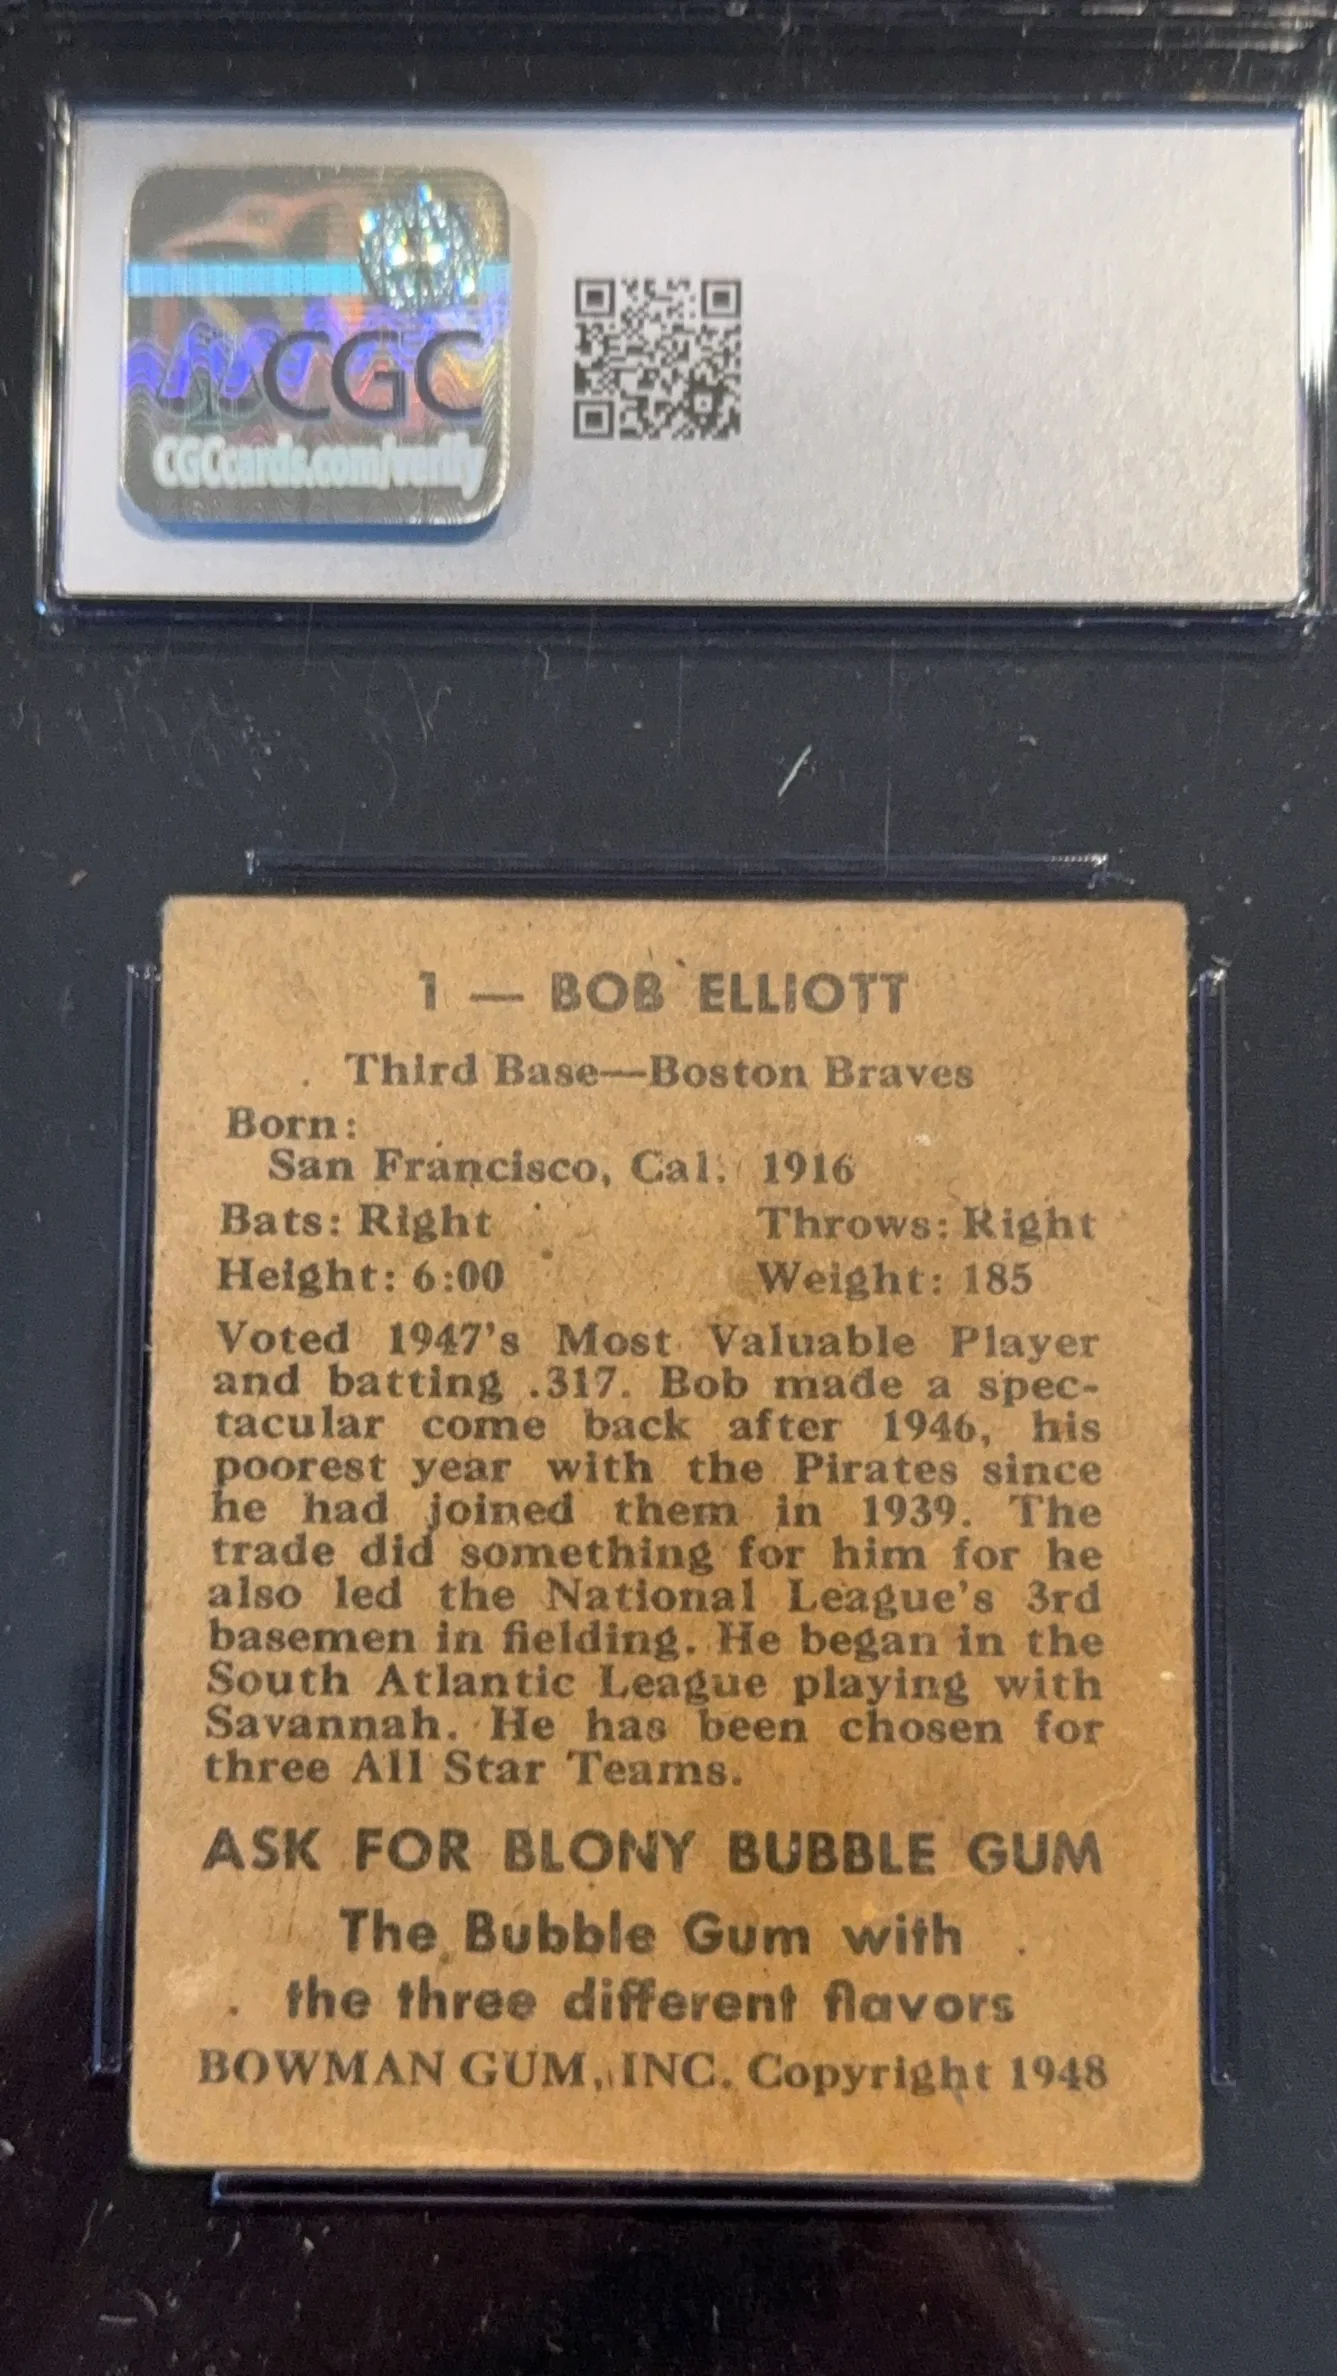 CGC
CGCcards.com/verify
1 — BOB ELLIOTT
Third Base—Boston Braves
Born:
San Francisco, Cal. 1916
Bats: Right Throws: Right
Height: 6:00 Weight: 185
Voted 1947's Most Valuable Player
and batting .317. Bob made a spec-
tacular come back after 1946, his
poorest year with the Pirates since
he had joined them in 1939. The
trade did something for him for he
also led the National League's 3rd
basemen in fielding. He began in the
South Atlantic League playing with
Savannah. He has been chosen for
three All Star Teams.
ASK FOR BLONY BUBBLE GUM
The Bubble Gum with
the three different flavors
BOWMAN GUM, INC. Copyright 1948